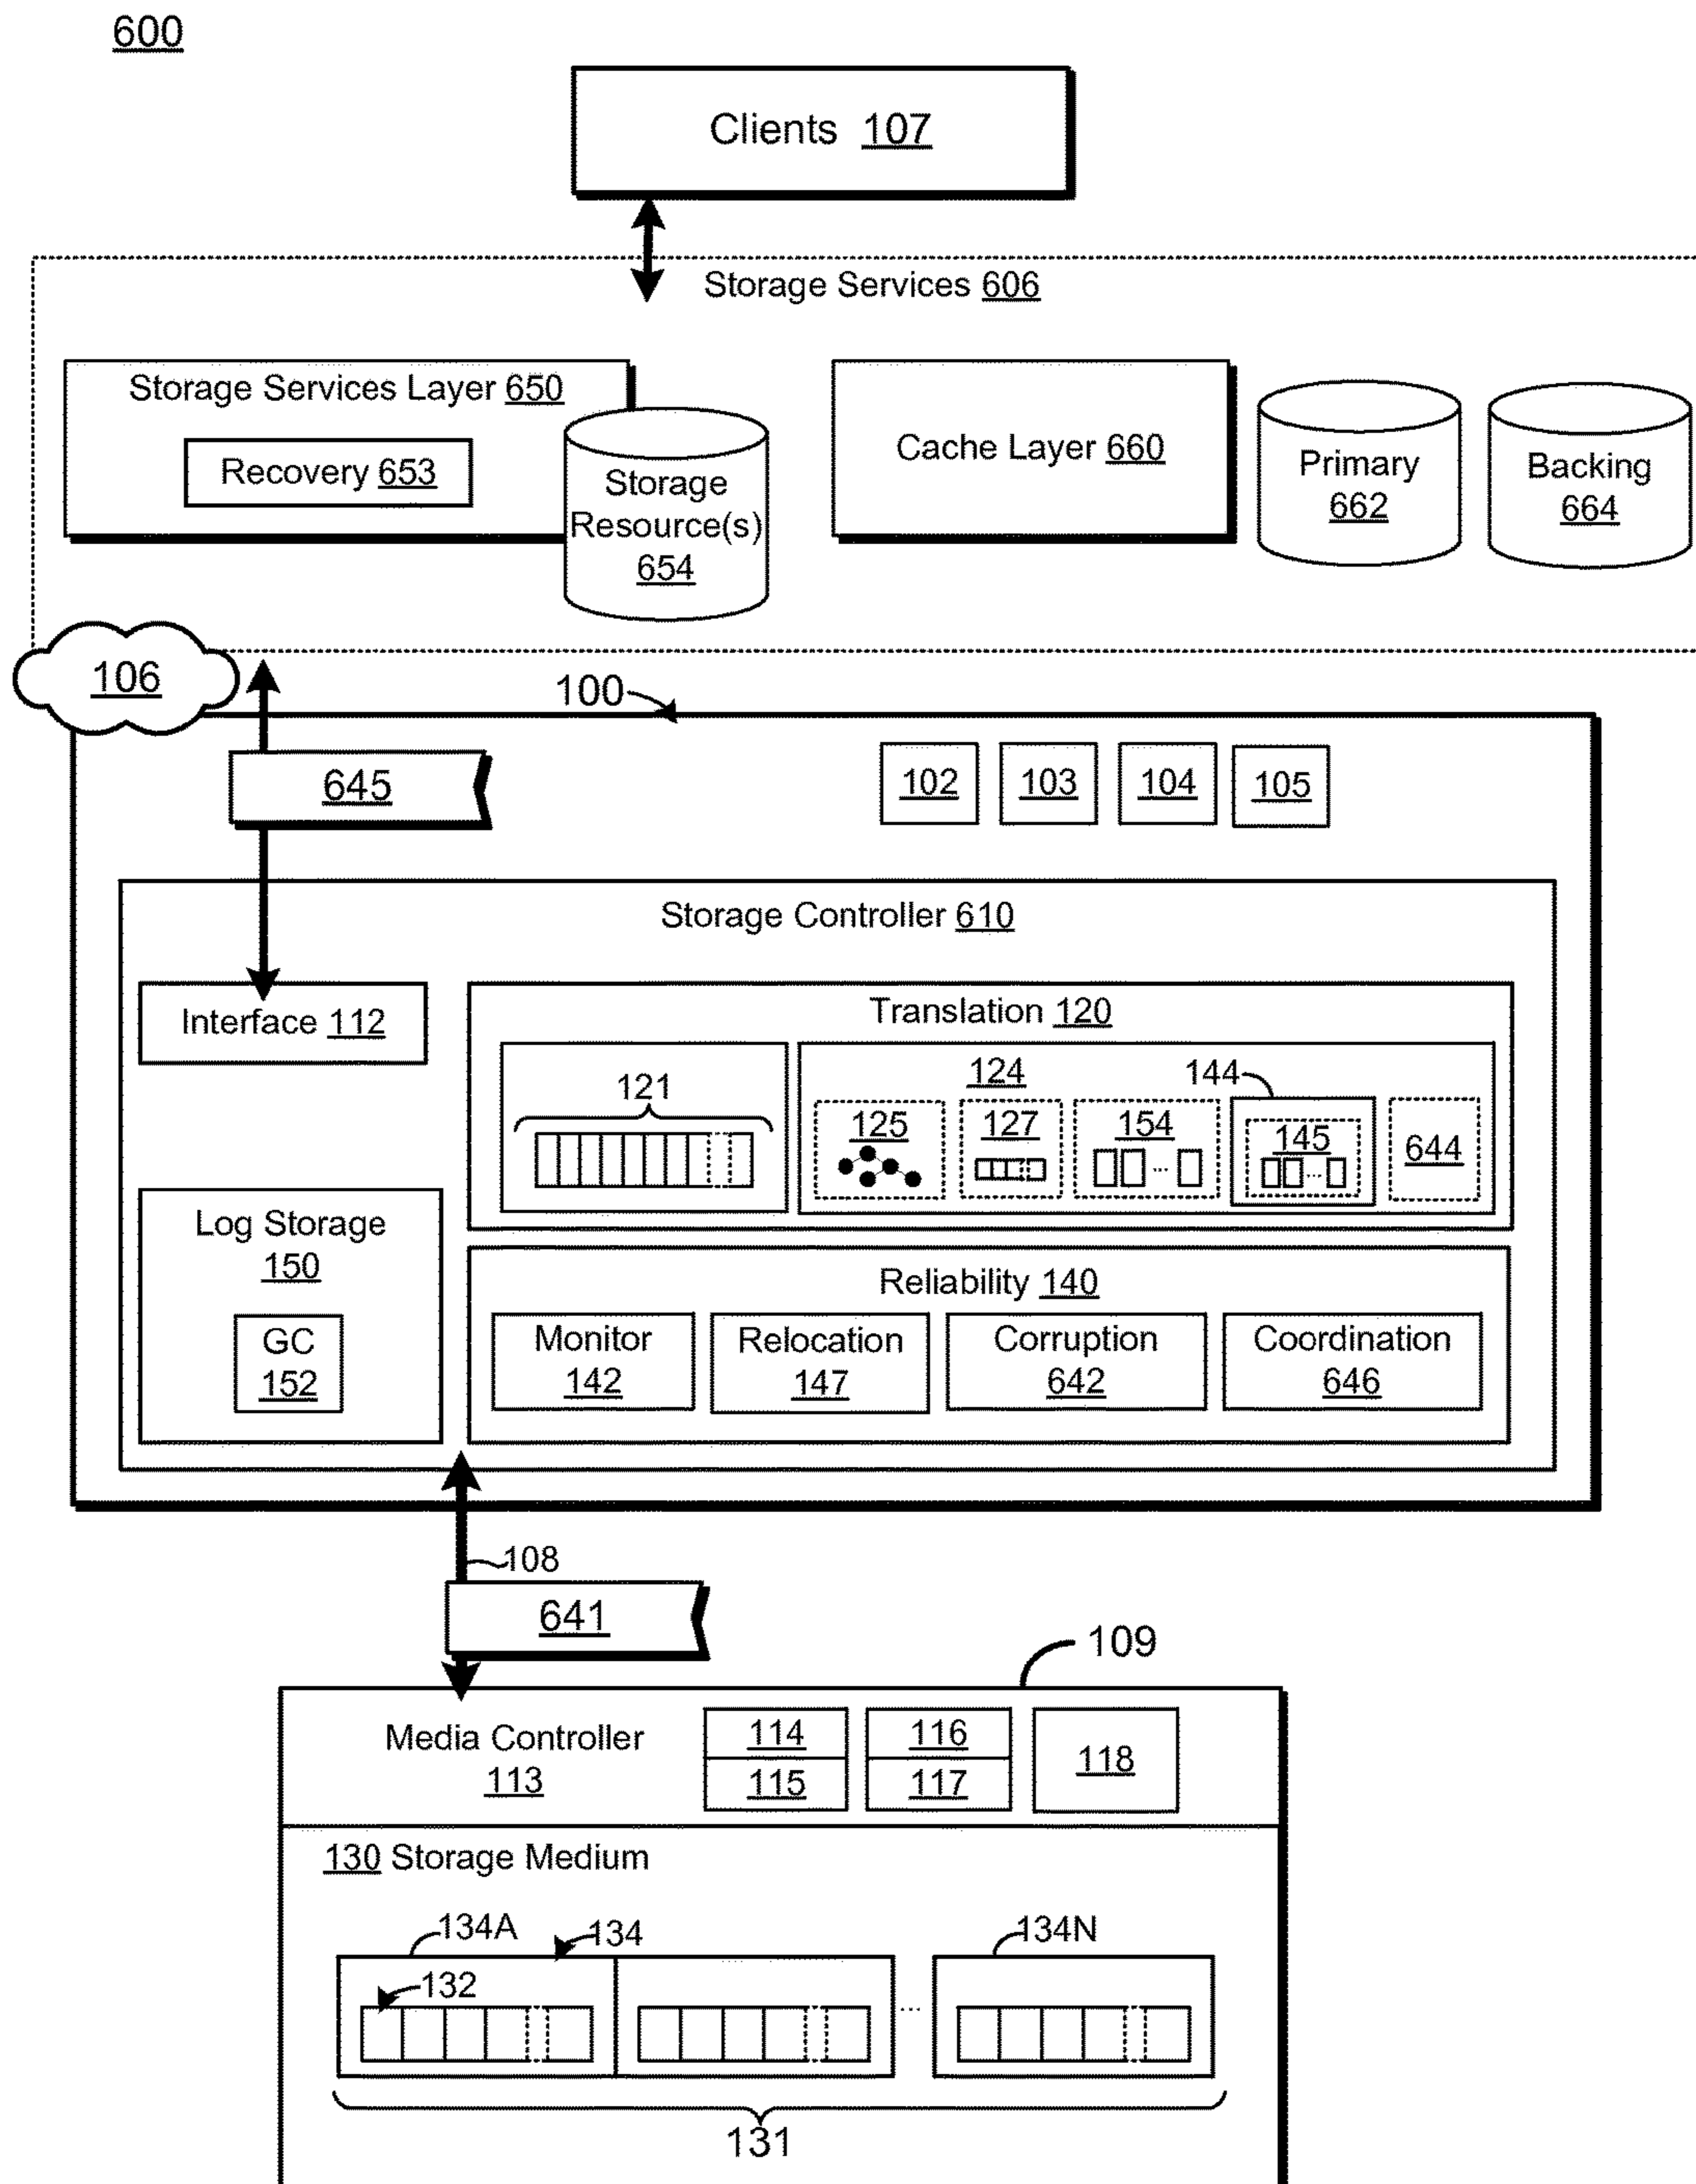 600
Clients 107
Storage Services 606
Storage Services Layer 650
Recovery 653
Storage
Resource(s)
654
Cache Layer 660
Primary
662
Backing
664
106
100
645
102
103
104
105
Storage Controller 610
Interface 112
Translation 120
121
124
144
125
127
154
...
145
...
644
Log Storage
150
GC
152
Reliability 140
Monitor
142
Relocation
147
Corruption
642
Coordination
646
108
641
109
Media Controller
113
114
115
116
117
118
130 Storage Medium
134A
134
134N
132
...
131